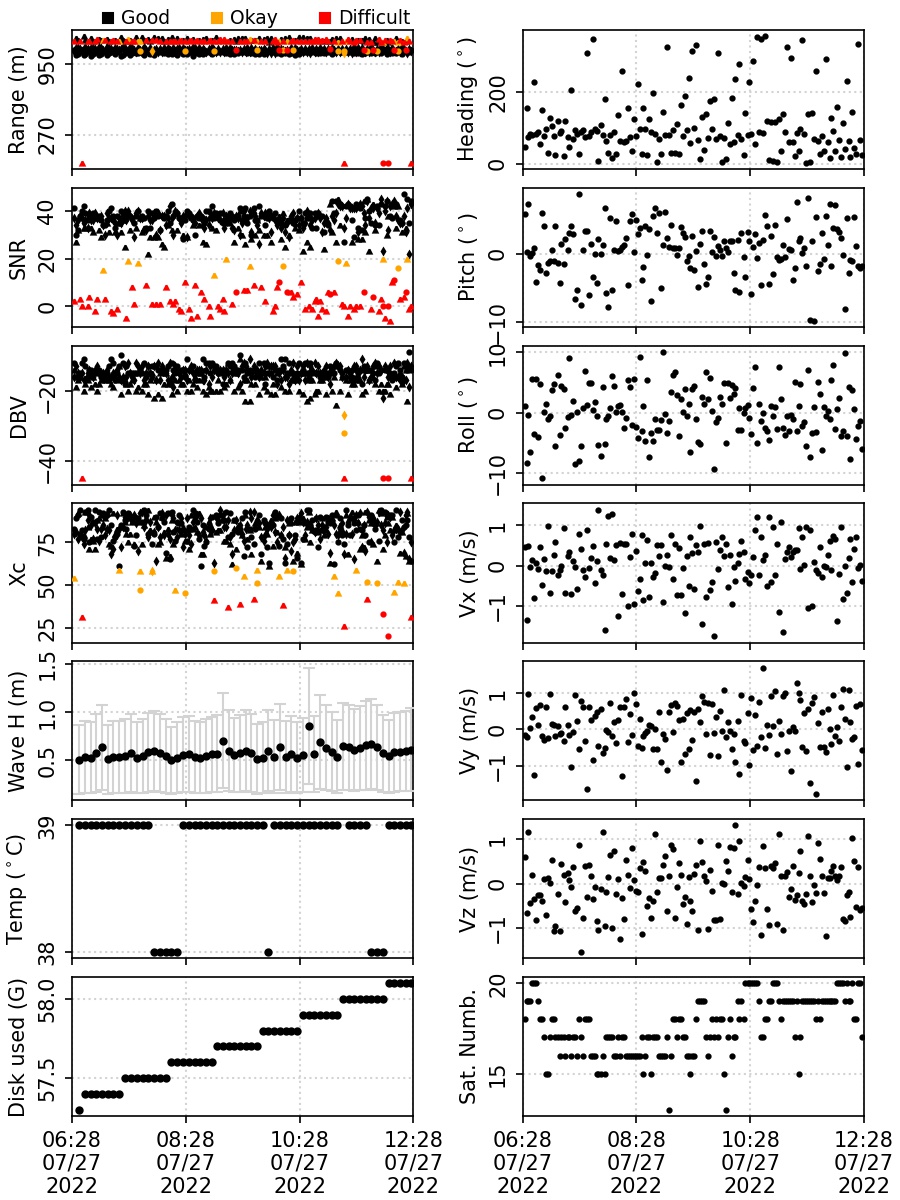 Good Okay Difficult
Range (m)
950
270
Heading (°)
200
0
SNR
40
20
0
Pitch (°)
0
−10
DBV
−20
−40
Roll (°)
10
0
−10
Xc
75
50
25
Vx (m/s)
1
0
−1
Wave H (m)
1.5
1.0
0.5
Vy (m/s)
1
0
−1
Temp (°C)
39
38
Vz (m/s)
1
0
−1
Disk used (G)
58.0
57.5
Sat. Numb.
20
15
06:28 08:28 10:28 12:28
07/27 07/27 07/27 07/27
2022 2022 2022 2022
06:28 08:28 10:28 12:28
07/27 07/27 07/27 07/27
2022 2022 2022 2022